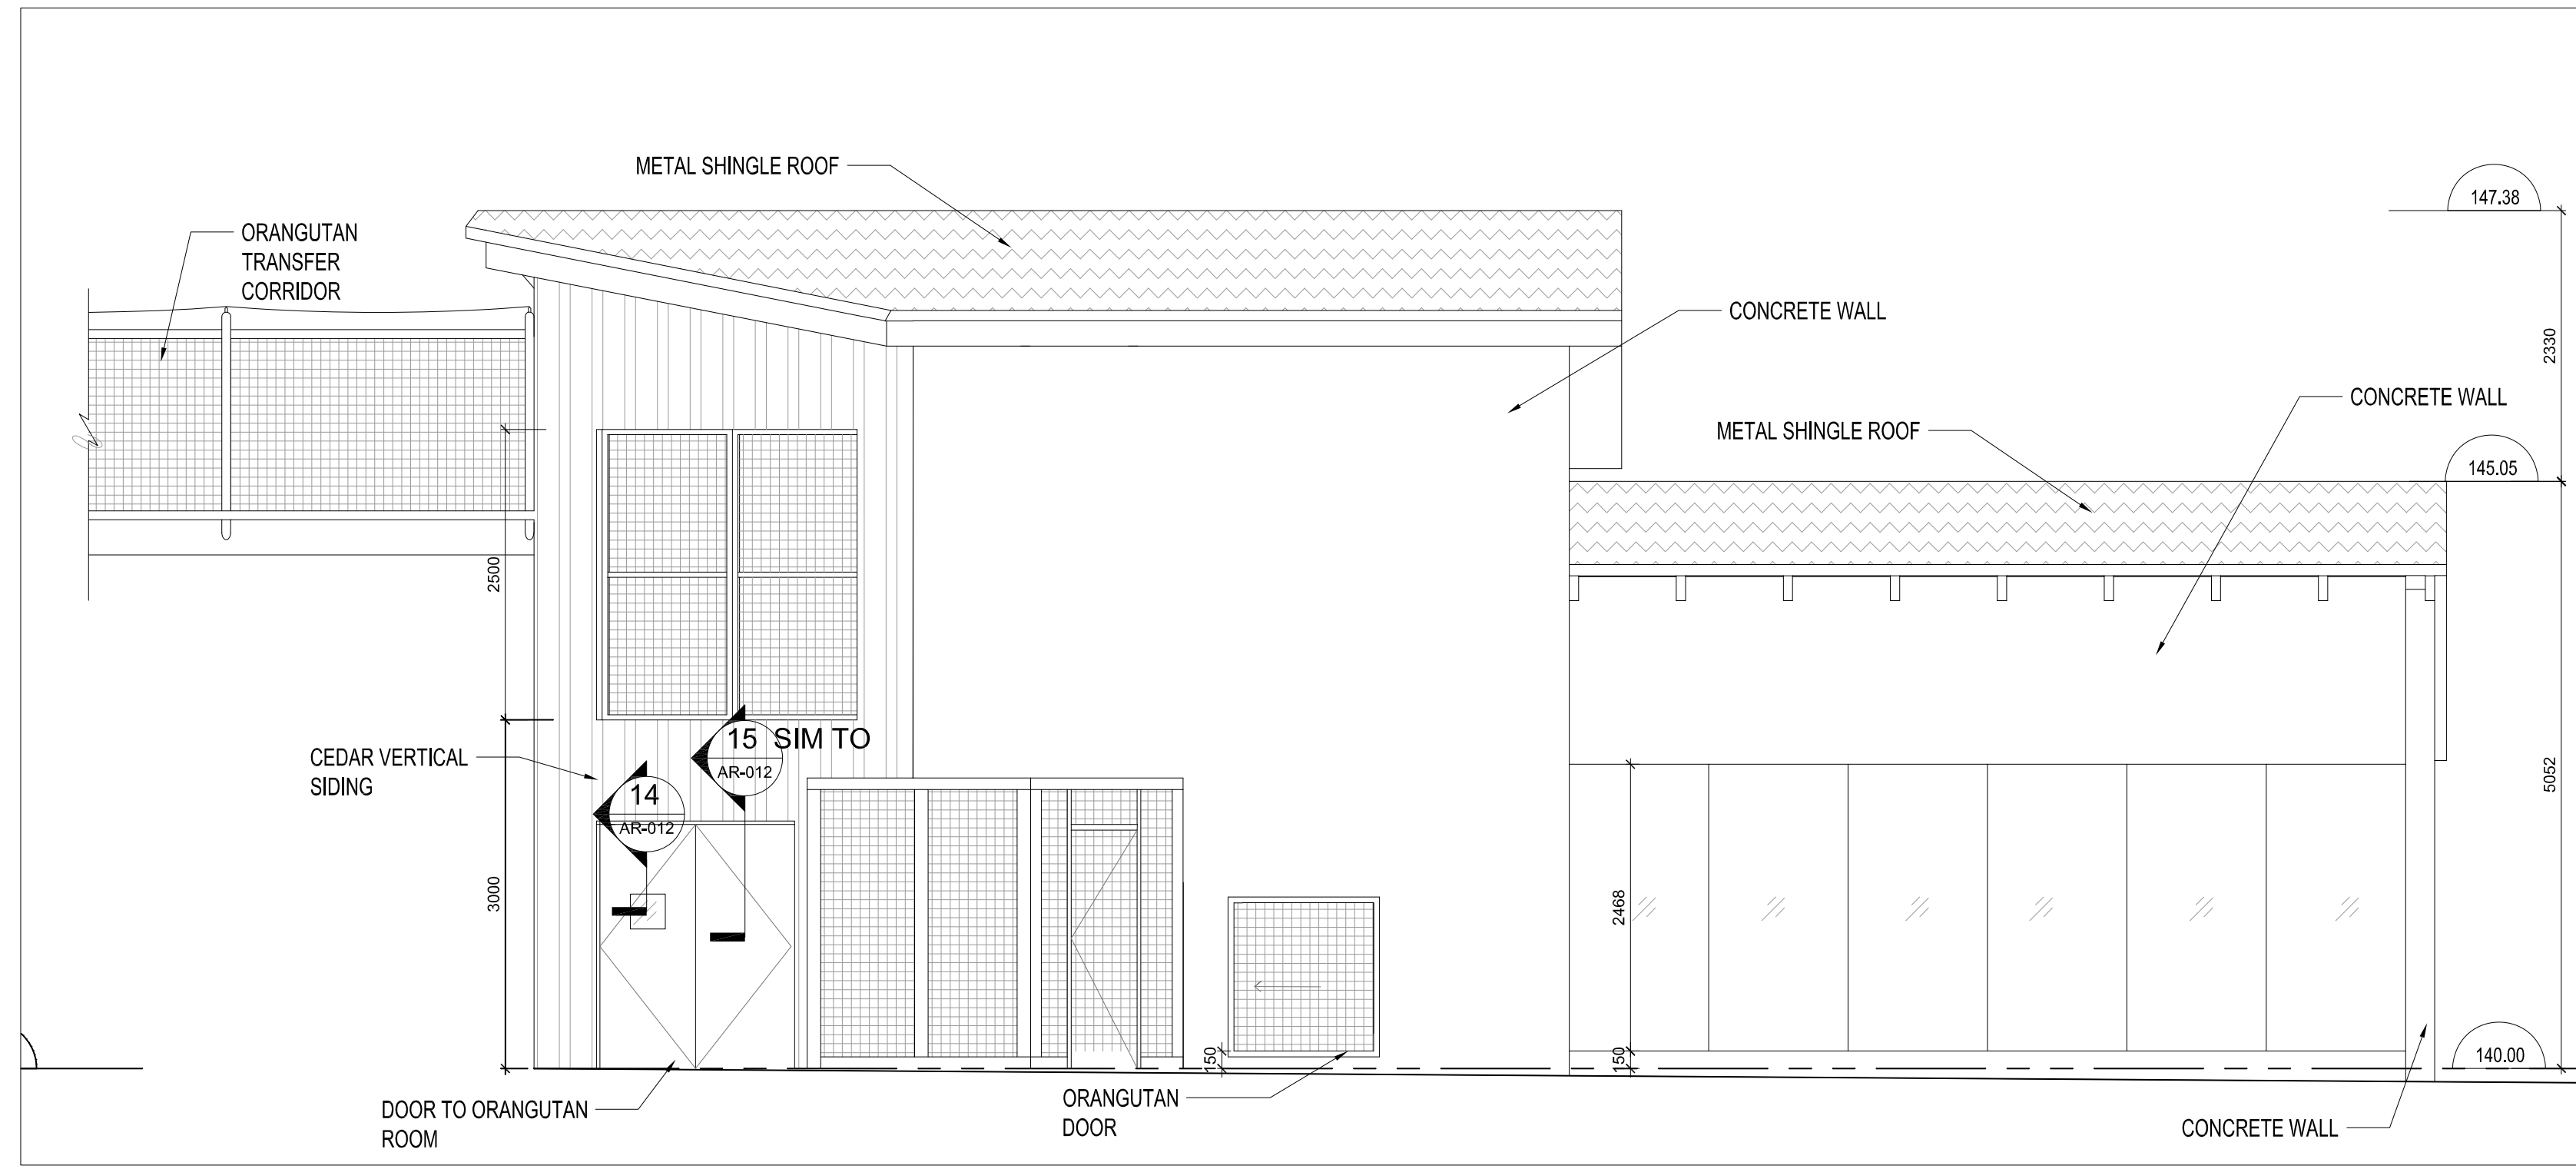 METAL SHINGLE ROOF
147.38
ORANGUTAN
TRANSFER
CORRIDOR
CONCRETE WALL
2330
CONCRETE WALL
METAL SHINGLE ROOF
145.05
2500
15 SIM TO
AR-012
CEDAR VERTICAL
SIDING
14
AR-012
5052
3000
2468
150
150
140.00
DOOR TO ORANGUTAN
ROOM
ORANGUTAN
DOOR
CONCRETE WALL